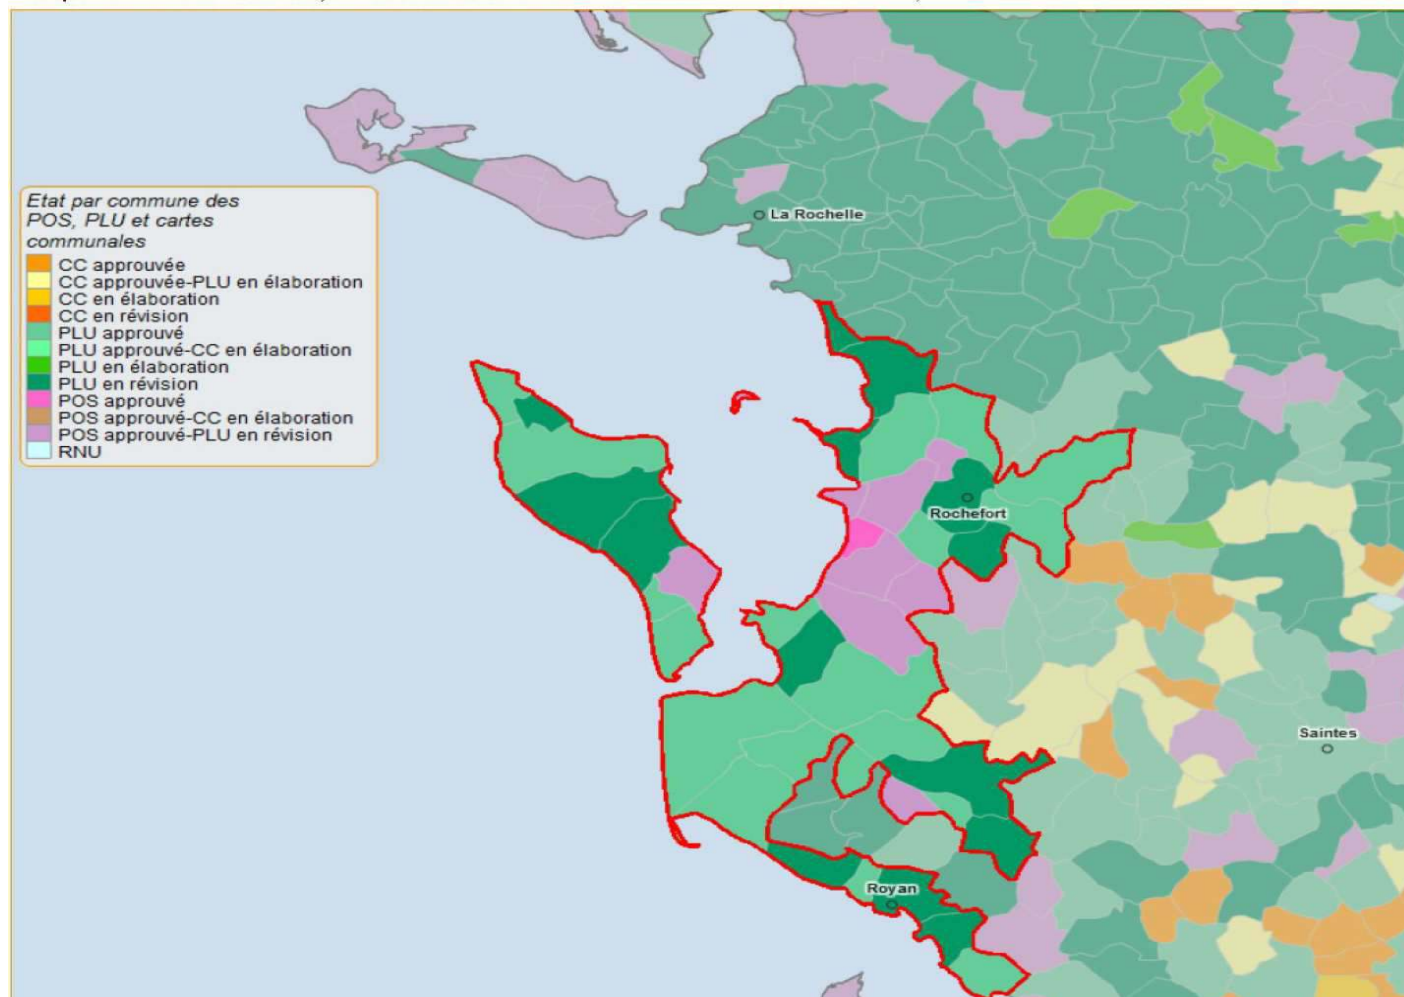 Etat par commune des
POS, PLU et cartes
communales
CC approuvée
CC approuvée-PLU en élaboration
CC en élaboration
CC en révision
PLU approuvé
PLU approuvé-CC en élaboration
PLU en élaboration
PLU en révision
POS approuvé
POS approuvé-CC en élaboration
POS approuvé-PLU en révision
RNU
La Rochelle
Rochefort
Saintes
Royan